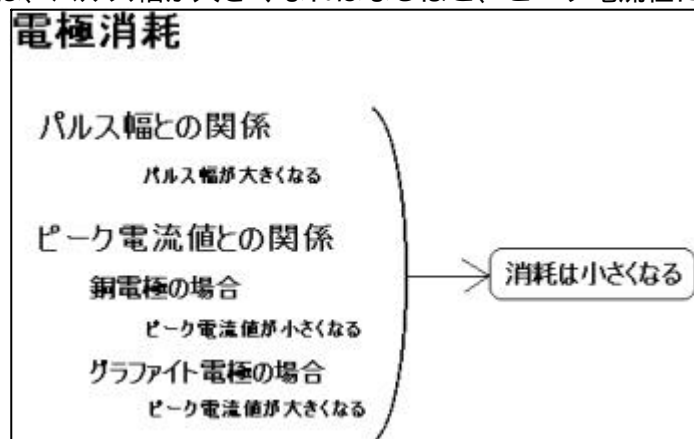 電極消耗
パルス幅との関係
パルス幅が大きくなる
ピーク電流値との関係
銅電極の場合
ピーク電流値が小さくなる
グラファイト電極の場合
ピーク電流値が大きくなる
消耗は小さくなる